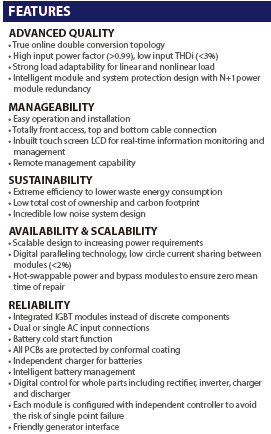 FEATURES
ADVANCED QUALITY
• True online double conversion topology
• High input power factor (>0.99), low input THDi (<3%)
• Strong load adaptability for linear and nonlinear load
• Intelligent module and system protection design with N+1power
module redundancy
MANAGEABILITY
• Easy operation and installation
• Totally front access, top and bottom cable connection
• Inbuilt touch screen LCD for real-time information monitoring and
management
• Remote management capability
SUSTAINABILITY
• Extreme efficiency to lower waste energy consumption
• Low total cost of ownership and carbon footprint
• Incredible low noise system design
AVAILABILITY & SCALABILITY
• Scalable design to increasing power requirements
• Digital paralleling technology, low circle current sharing between
modules (<2%)
• Hot-swappable power and bypass modules to ensure zero mean
time of repair
RELIABILITY
• Integrated IGBT modules instead of discrete components
• Dual or single AC input connections
• Battery cold start function
• All PCBs are protected by conformal coating
• Independent charger for batteries
• Intelligent battery management
• Digital control for whole parts including rectifier, inverter, charger
and discharger
• Each module is configured with independent controller to avoid
the risk of single point failure
• Friendly generator interface